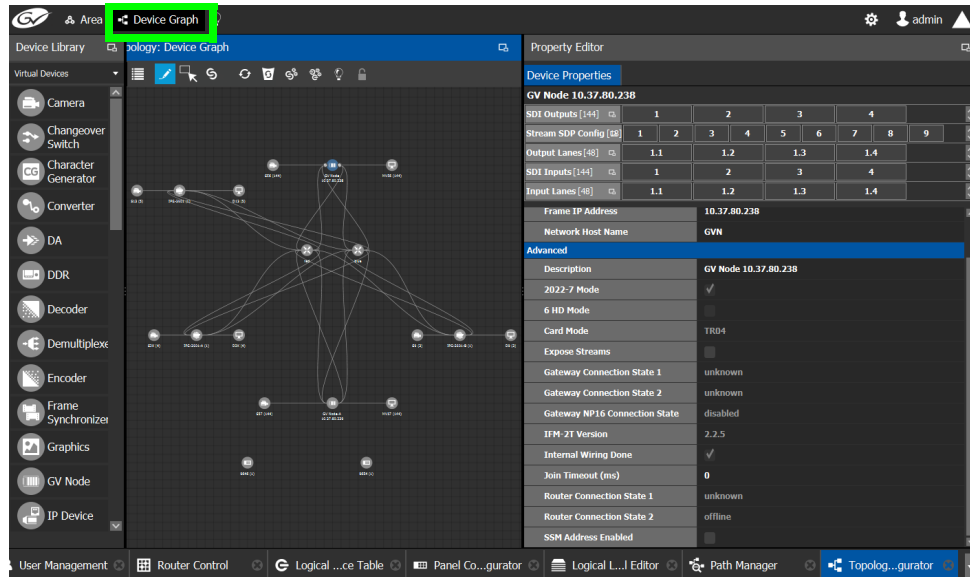 GV Area Device Graph admin
Device Library
pology: Device Graph
Property Editor
Virtual Devices
Camera
Changeover
Switch
CG
Character
Generator
Converter
DA
DDR
Decoder
Demultiplexe
Encoder
Frame
Synchronizer
Graphics
GV Node
IP Device
GV Node
10.37.80.238
Device Properties
GV Node 10.37.80.238
SDI Outputs [144] 1 2 3 4
Stream SDP Config 1 2 3 4 5 6 7 8 9
Output Lanes [48] 1.1 1.2 1.3 1.4
SDI Inputs [144] 1 2 3 4
Input Lanes [48] 1.1 1.2 1.3 1.4
Frame IP Address 10.37.80.238
Network Host Name GVN
Advanced
Description GV Node 10.37.80.238
2022-7 Mode ✓
6 HD Mode
Card Mode TR04
Expose Streams
Gateway Connection State 1 unknown
Gateway Connection State 2 unknown
Gateway NP16 Connection State disabled
IFM-2T Version 2.2.5
Internal Wiring Done ✓
Join Timeout (ms) 0
Router Connection State 1 unknown
Router Connection State 2 offline
SSM Address Enabled
User Management Router Control Logical ...ce Table Panel Co...gurator Logical L...l Editor Path Manager Topolog...gurator